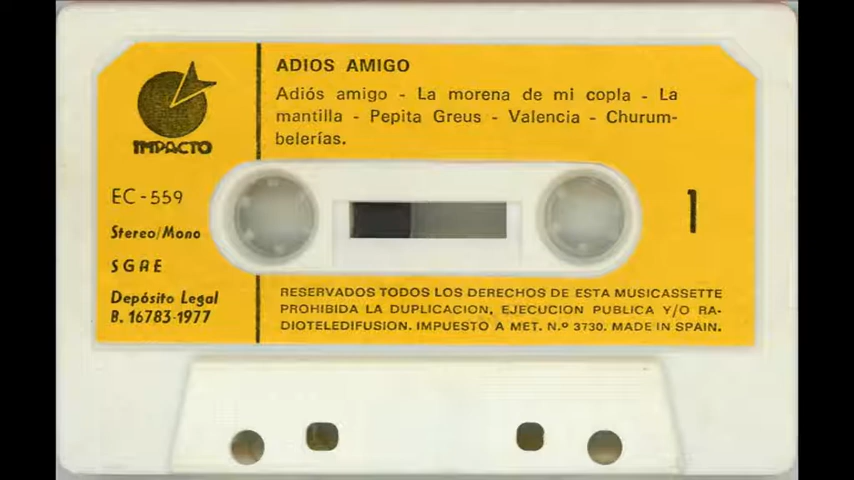 ADIOS AMIGO
Adiós amigo - La morena de mi copla - La
mantilla - Pepita Greus - Valencia - Churum-
belerías.
IMPACTO
EC-559
Stereo/Mono
SGAE
Depósito Legal
B. 16783-1977
1
RESERVADOS TODOS LOS DERECHOS DE ESTA MUSICASSETTE
PROHIBIDA LA DUPLICACION, EJECUCION PUBLICA Y/O RA-
DIOTELEDIFUSION. IMPUESTO A MET. N.º 3730. MADE IN SPAIN.